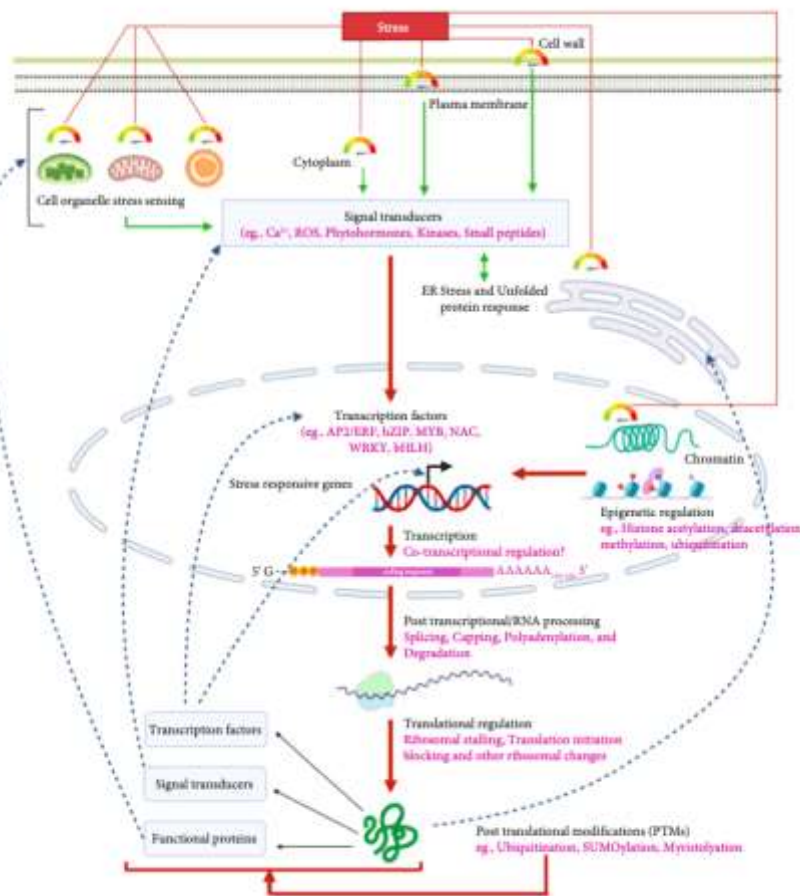 Stress
Cell wall
Plasma membrane
Cytoplasm
Cell organelle stress sensing
Signal transducers
(eg., Ca²⁺, ROS, Phytohormones, Kinases, Small peptides)
ER Stress and Unfolded
protein response
Transcription factors
(eg., AP2/ERF, bZIP, MYB, NAC,
WRKY, bHLH)
Chromatin
Stress responsive genes
Epigenetic regulation
eg., Histone acetylation, deacetylation
methylation, ubiquitination
Transcription
Co-transcriptional regulation?
5' G
AAAAAA
3'
Post transcriptional/RNA processing
Splicing, Capping, Polyadenylation, and
Degradation
Translational regulation
Ribosomal stalling, Translation initiation
blocking and other ribosomal changes
Transcription factors
Signal transducers
Functional proteins
Post translational modifications (PTMs)
eg., Ubiquitination, SUMOylation, Myristolyation